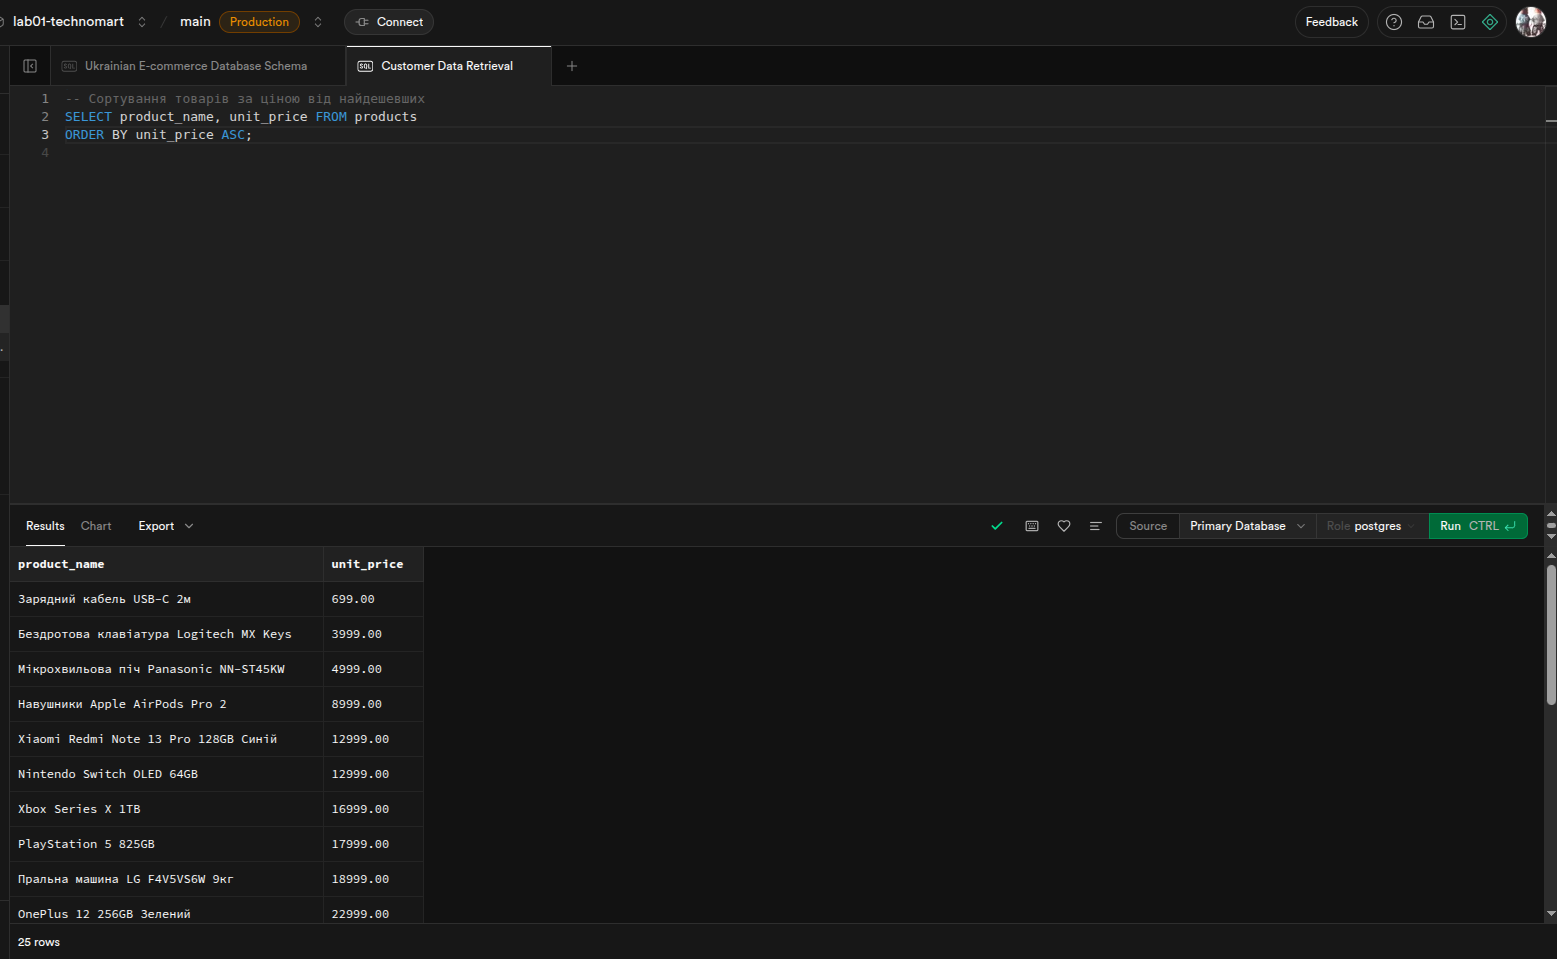 lab01-technomart / main Production Connect Feedback
Ukrainian E-commerce Database Schema Customer Data Retrieval
1 -- Сортування товарів за ціною від найдешевших
2 SELECT product_name, unit_price FROM products
3 ORDER BY unit_price ASC;
4
Results Chart Export Source Primary Database Role postgres Run CTRL
product_name unit_price
Зарядний кабель USB-C 2м 699.00
Бездротова клавіатура Logitech MX Keys 3999.00
Мікрохвильова піч Panasonic NN-ST45KW 4999.00
Навушники Apple AirPods Pro 2 8999.00
Xiaomi Redmi Note 13 Pro 128GB Синій 12999.00
Nintendo Switch OLED 64GB 12999.00
Xbox Series X 1TB 16999.00
PlayStation 5 825GB 17999.00
Пральна машина LG F4V5VS6W 9кг 18999.00
OnePlus 12 256GB Зелений 22999.00
25 rows